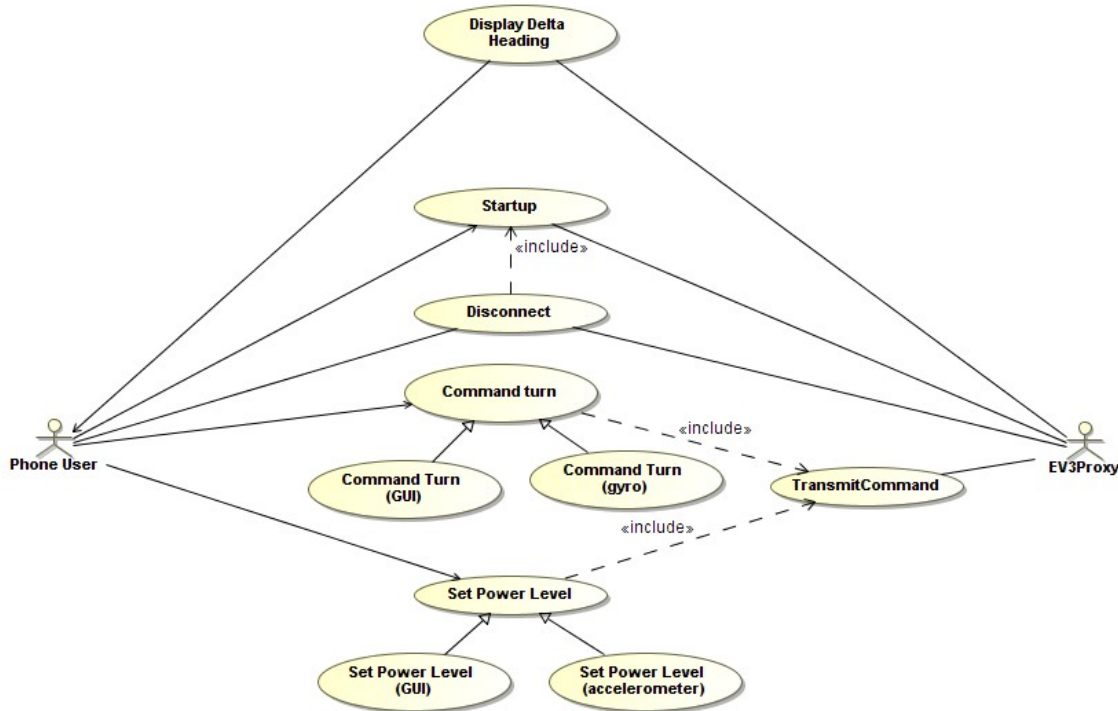 Display Delta
Heading
Startup
«include»
Disconnect
Command turn
«include»
Phone User
EV3Proxy
Command Turn
(GUI)
Command Turn
(gyro)
TransmitCommand
«include»
Set Power Level
Set Power Level
(GUI)
Set Power Level
(accelerometer)